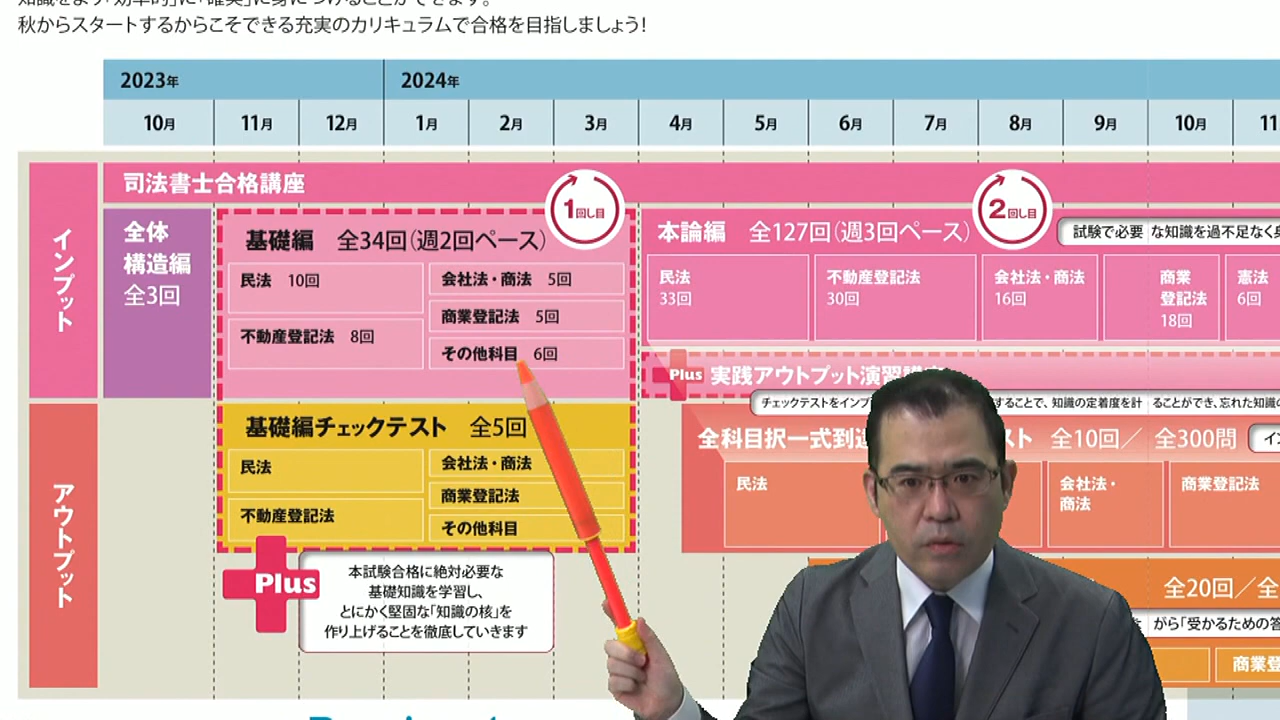 秋からスタートするからこそできる充実のカリキュラムで合格を目指しましょう!
2023年
2024年
10月
11月
12月
1月
2月
3月
4月
5月
6月
7月
8月
9月
10月
11
インプット
司法書士合格講座
1回し目
2回し目
全体
構造編
全3回
基礎編 全34回(週2回ペース)
民法 10回
不動産登記法 8回
会社法・商法 5回
商業登記法 5回
その他科目 6回
本論編 全127回(週3回ペース)
試験で必要 な知識を過不足なく
民法
33回
不動産登記法
30回
会社法・商法
16回
商業
登記法
18回
憲法
6回
Plus 実践アウトプット演習
チェックテストをインプ
することで、知識の定着度を計 ることができ、忘れた知識
アウトプット
基礎編チェックテスト 全5回
民法
不動産登記法
会社法・商法
商業登記法
その他科目
Plus
本試験合格に絶対必要な
基礎知識を学習し、
とにかく堅固な「知識の核」を
作り上げることを徹底していきます
全科目択一式到
スト 全10回/ 全300問
民法
会社法・
商法
商業登記法
全20回/全
がら「受かるための答
商業登